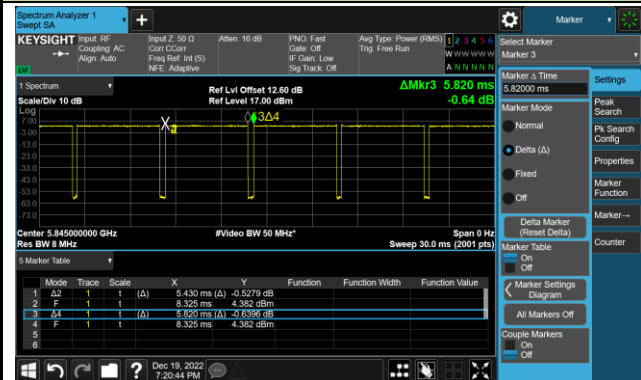 Spectrum Analyzer 1
Swept SA
Marker
KEYSIGHT
Input: RF
Coupling: AC
Align: Auto
Input Z: 50 Ω
Corr CCorr
Freq Ref: Int (S)
NFE: Adaptive
Atten: 16 dB
PNO: Fast
Gate: Off
IF Gain: Low
Sig Track: Off
Avg Type: Power (RMS)
Trig: Free Run
1 2 3 4 5 6
W W W W W W
A N N N N N
Select Marker
Marker 3
1 Spectrum
Scale/Div 10 dB
Ref Lvl Offset 12.60 dB
Ref Level 17.00 dBm
ΔMkr3 5.820 ms
-0.64 dB
Log
7.00
-3.00
-13.0
-23.0
-33.0
-43.0
-53.0
-63.0
-73.0
3Δ4
Center 5.845000000 GHz
Res BW 8 MHz
#Video BW 50 MHz*
Span 0 Hz
Sweep 30.0 ms (2001 pts)
5 Marker Table
Mode Trace Scale X Y Function Function Width Function Value
1 Δ2 1 t (Δ) 5.430 ms (Δ) -0.5279 dB
2 F 1 t 8.325 ms 4.382 dBm
3 Δ4 1 t (Δ) 5.820 ms (Δ) -0.6396 dB
4 F 1 t 8.325 ms 4.382 dBm
5
6
Dec 19, 2022
7:20:44 PM
Marker Δ Time
5.82000 ms
Marker Mode
Normal
Delta (Δ)
Fixed
Off
Delta Marker
(Reset Delta)
Marker Table
On
Off
Marker Settings
Diagram
All Markers Off
Couple Markers
On
Off
Settings
Peak
Search
Pk Search
Config
Properties
Marker
Function
Marker→
Counter